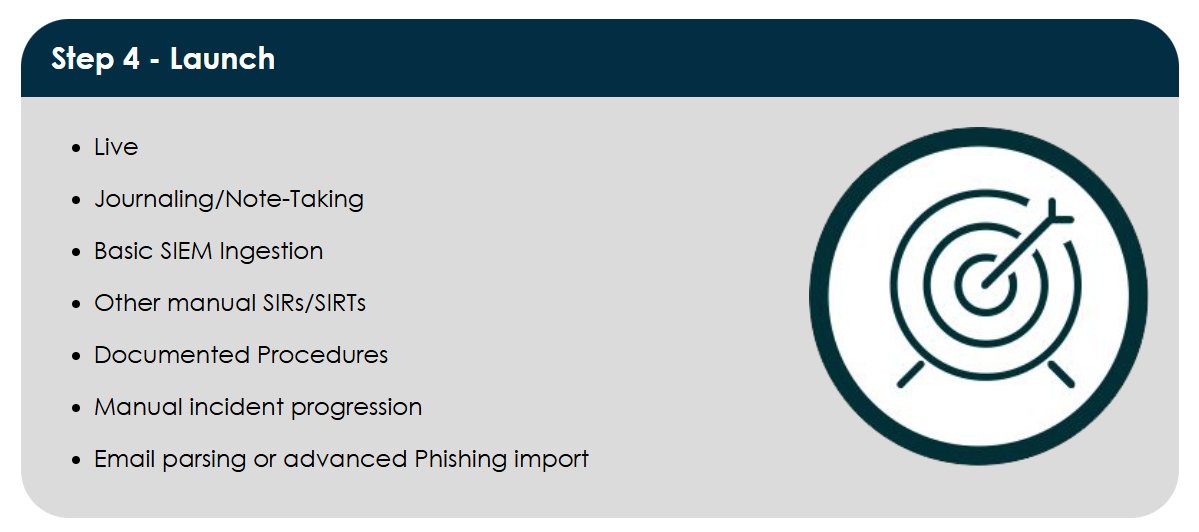 Step 4 - Launch
• Live
• Journaling/Note-Taking
• Basic SIEM Ingestion
• Other manual SIRs/SIRTs
• Documented Procedures
• Manual incident progression
• Email parsing or advanced Phishing import